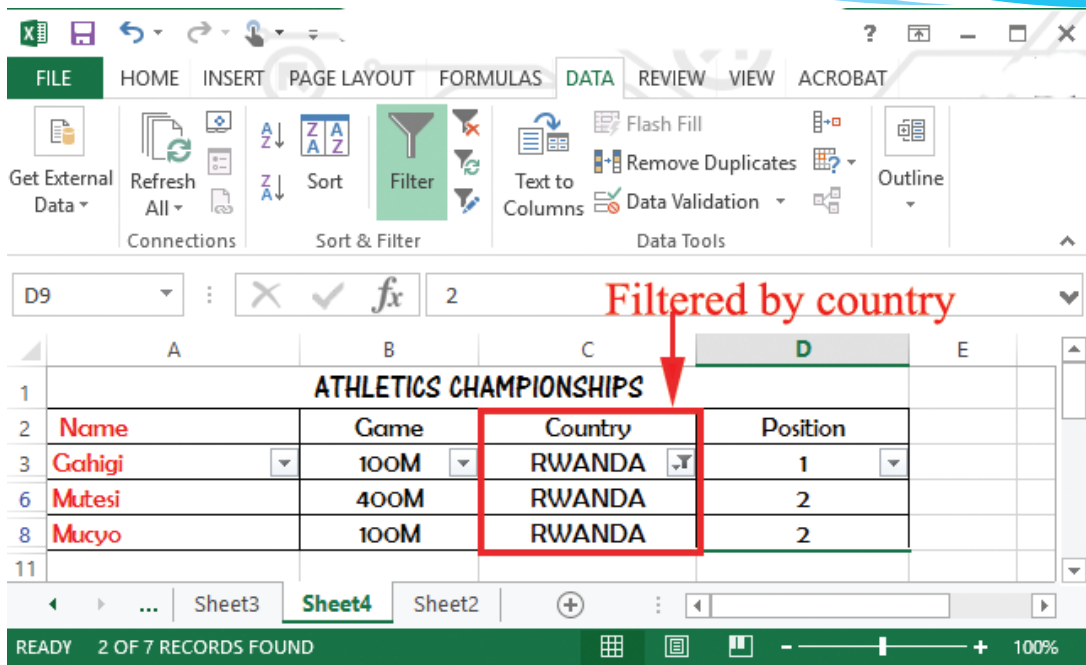 ?
FILE HOME INSERT PAGE LAYOUT FORMULAS DATA REVIEW VIEW ACROBAT
Get External Data
Refresh All
Connections
Sort
Filter
Sort & Filter
Text to Columns
Flash Fill
Remove Duplicates
Data Validation
Data Tools
Outline
D9 fx 2
Filtered by country
A B C D E
1 ATHLETICS CHAMPIONSHIPS
2 Name Game Country Position
3 Gahigi 100M RWANDA 1
6 Mutesi 400M RWANDA 2
8 Mucyo 100M RWANDA 2
11
... Sheet3 Sheet4 Sheet2
READY 2 OF 7 RECORDS FOUND 100%